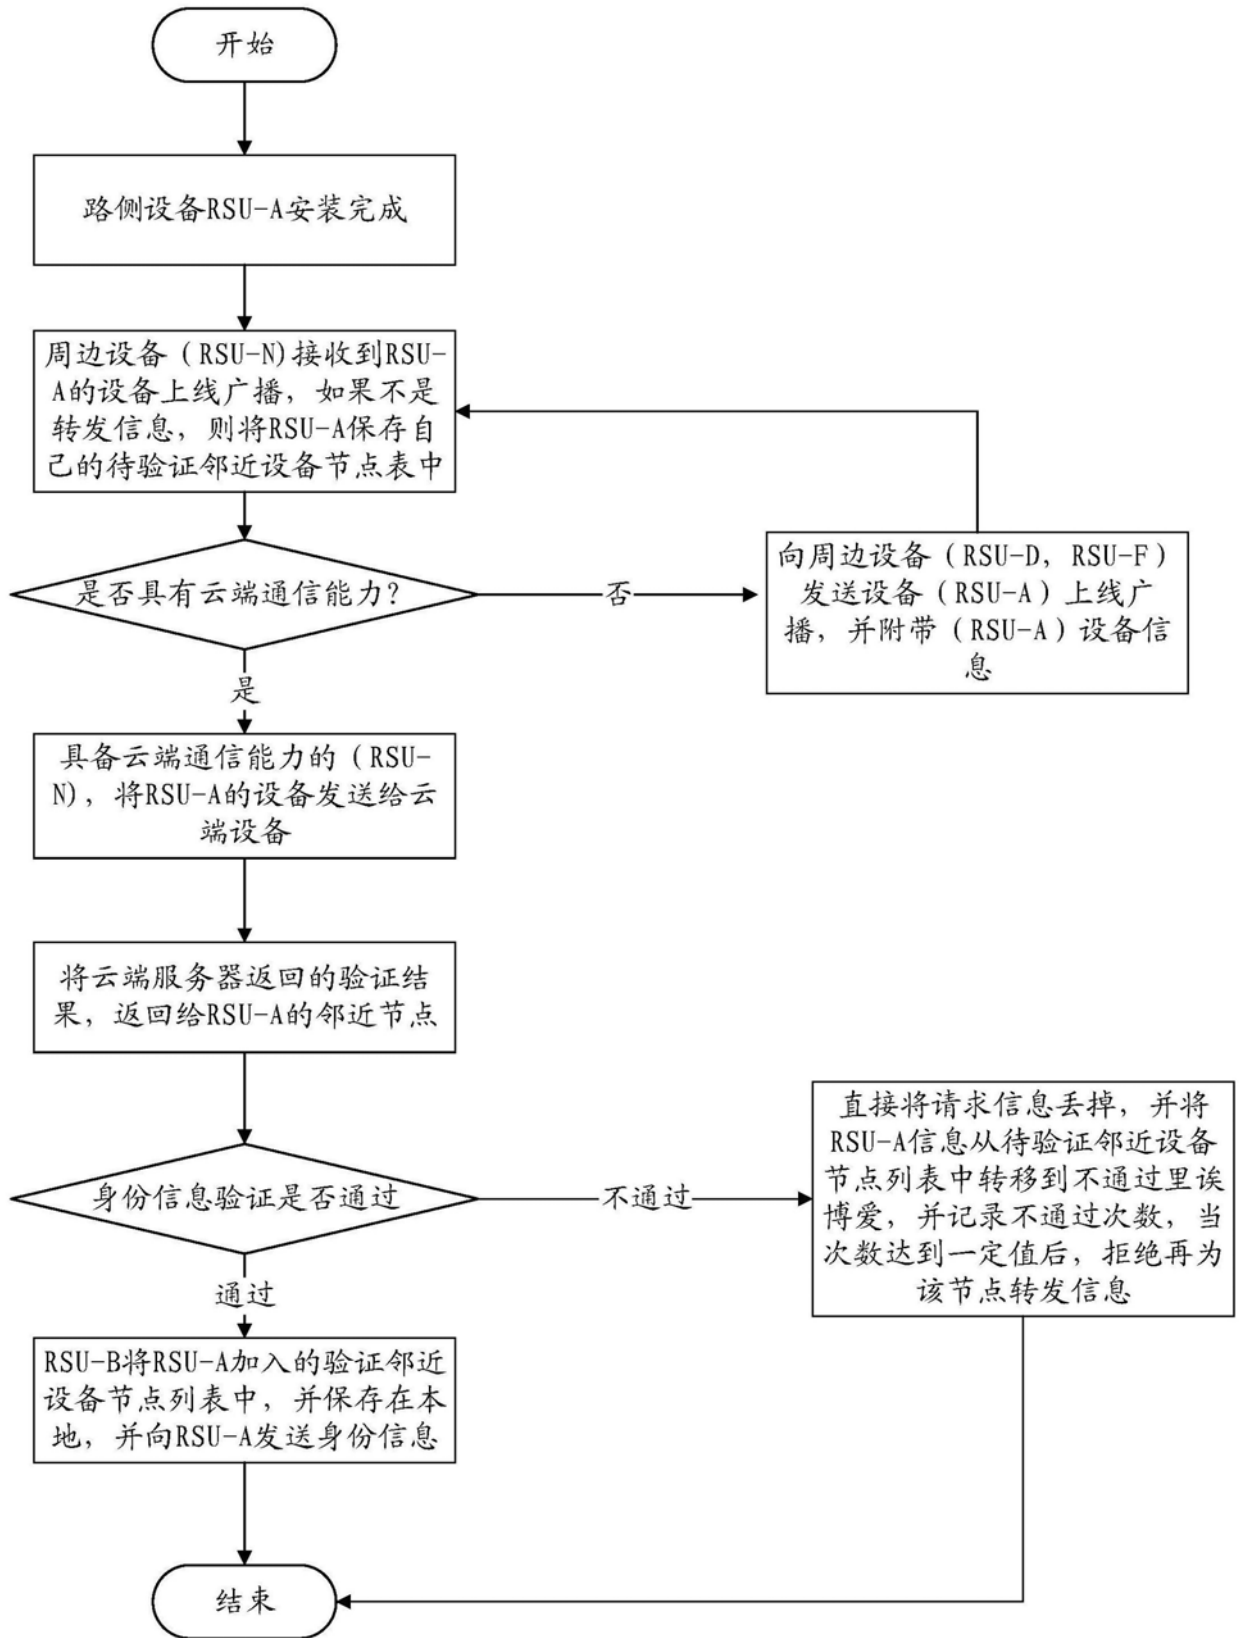 开始
路侧设备RSU-A安装完成
周边设备（RSU-N)接收到RSU-
A的设备上线广播，如果不是
转发信息，则将RSU-A保存自
己的待验证邻近设备节点表中
是否具有云端通信能力？
否
向周边设备（RSU-D，RSU-F）
发送设备（RSU-A）上线广
播，并附带（RSU-A）设备信
息
是
具备云端通信能力的（RSU-
N)，将RSU-A的设备发送给云
端设备
将云端服务器返回的验证结
果，返回给RSU-A的邻近节点
身份信息验证是否通过
不通过
直接将请求信息丢掉，并将
RSU-A信息从待验证邻近设备
节点列表中转移到不通过里诶
博爱，并记录不通过次数，当
次数达到一定值后，拒绝再为
该节点转发信息
通过
RSU-B将RSU-A加入的验证邻近
设备节点列表中，并保存在本
地，并向RSU-A发送身份信息
结束